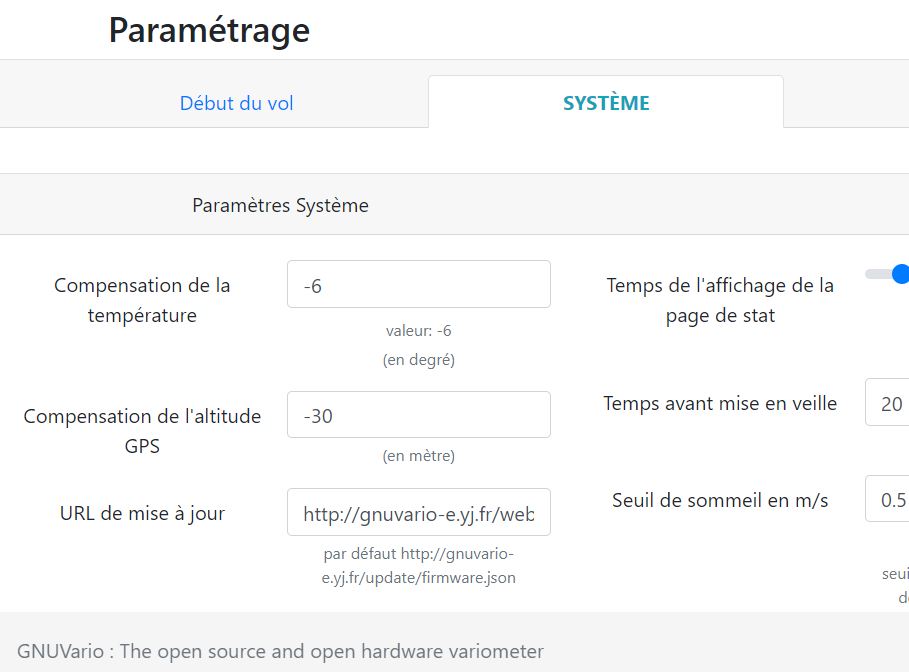 Paramétrage
Début du vol
SYSTÈME
Paramètres Système
Compensation de la
température
-6
valeur: -6
(en degré)
Temps de l'affichage de la
page de stat
Compensation de l'altitude
GPS
-30
(en mètre)
Temps avant mise en veille
20
URL de mise à jour
http://gnuvario-e.yj.fr/web
par défaut http://gnuvario-
e.yj.fr/update/firmware.json
Seuil de sommeil en m/s
0.5
seui
GNUVario : The open source and open hardware variometer